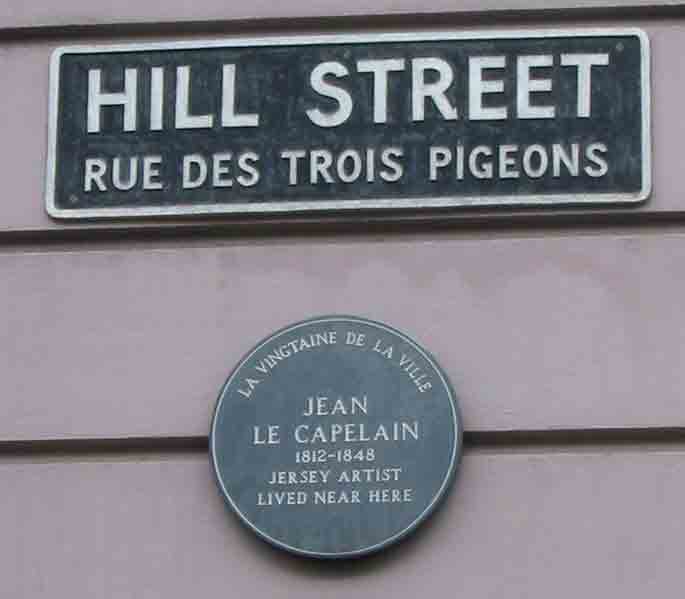 HILL STREET
RUE DES TROIS PIGEONS
LA VINGTAINE DE LA VILLE
JEAN
LE CAPELAIN
1812-1848
JERSEY ARTIST
LIVED NEAR HERE